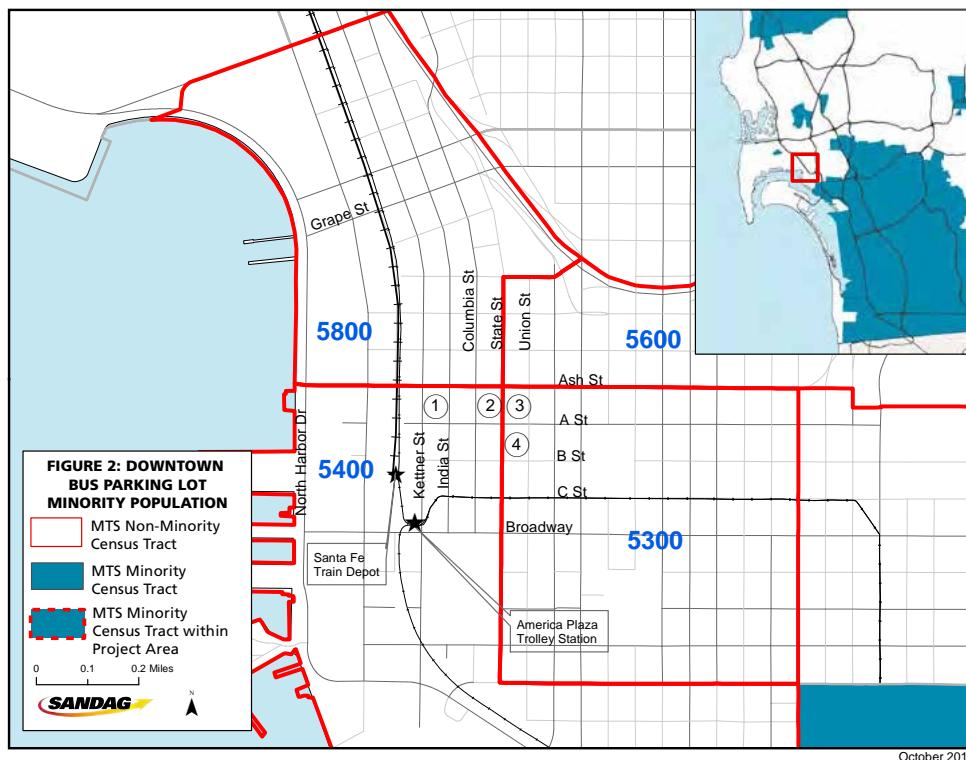 Grape St
Columbia St
State St
Union St
5800
5600
Ash St
1
2
3
A St
4
B St
North Harbor Dr
5400
Kettner St
India St
C St
Broadway
5300
Santa Fe
Train Depot
America Plaza
Trolley Station
FIGURE 2: DOWNTOWN
BUS PARKING LOT
MINORITY POPULATION
MTS Non-Minority
Census Tract
MTS Minority
Census Tract
MTS Minority
Census Tract within
Project Area
0 0.1 0.2 Miles
SANDAG
N
October 201